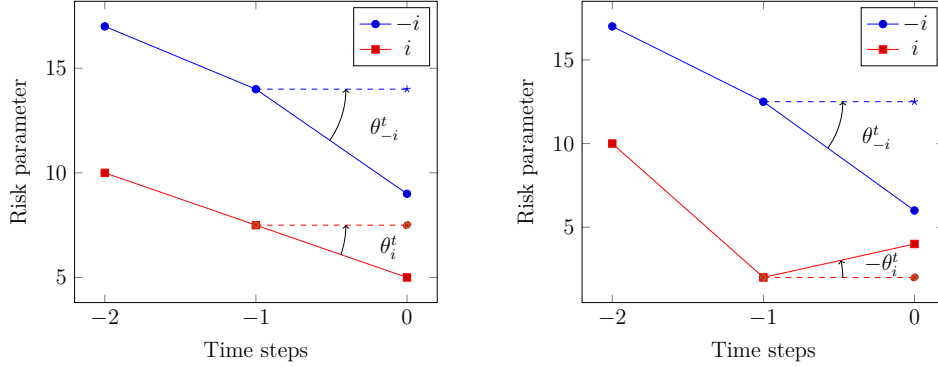 −i
i
15
10
5
Risk parameter
θ^t_{−i}
θ^t_i
−2
−1
0
Time steps
−i
i
15
10
5
Risk parameter
θ^t_{−i}
−θ^t_i
−2
−1
0
Time steps